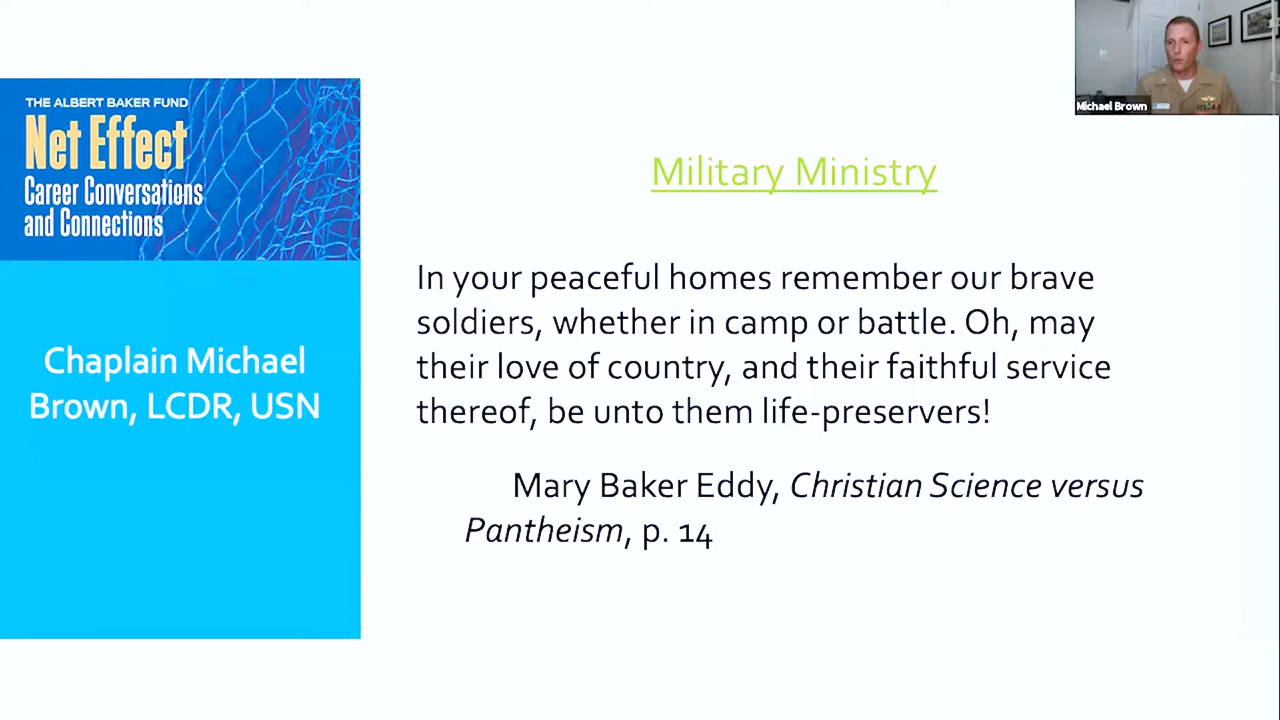 THE ALBERT BAKER FUND
Net Effect
Career Conversations
and Connections
Chaplain Michael
Brown, LCDR, USN
Military Ministry
In your peaceful homes remember our brave
soldiers, whether in camp or battle. Oh, may
their love of country, and their faithful service
thereof, be unto them life-preservers!
Mary Baker Eddy, Christian Science versus
Pantheism, p. 14
Michael Brown